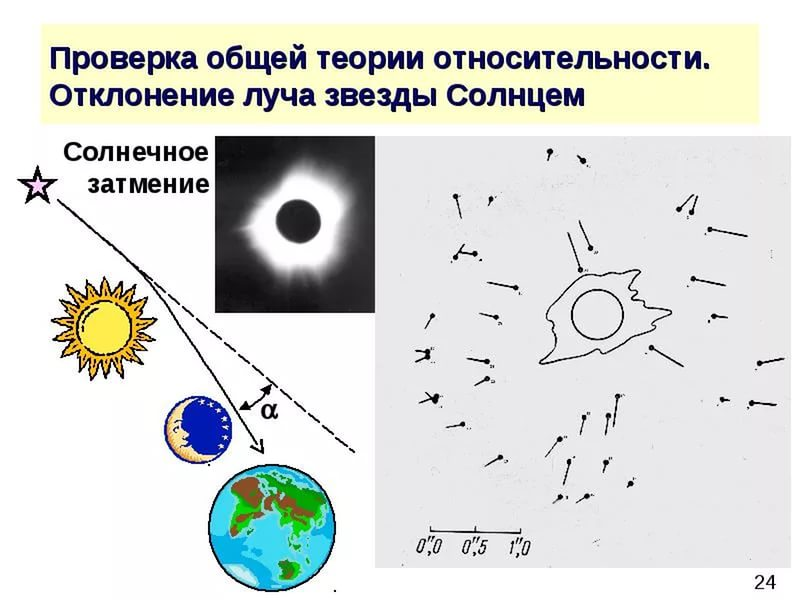 Проверка общей теории относительности.
Отклонение луча звезды Солнцем
Солнечное
затмение
α
0",0 0",5 1",0
24